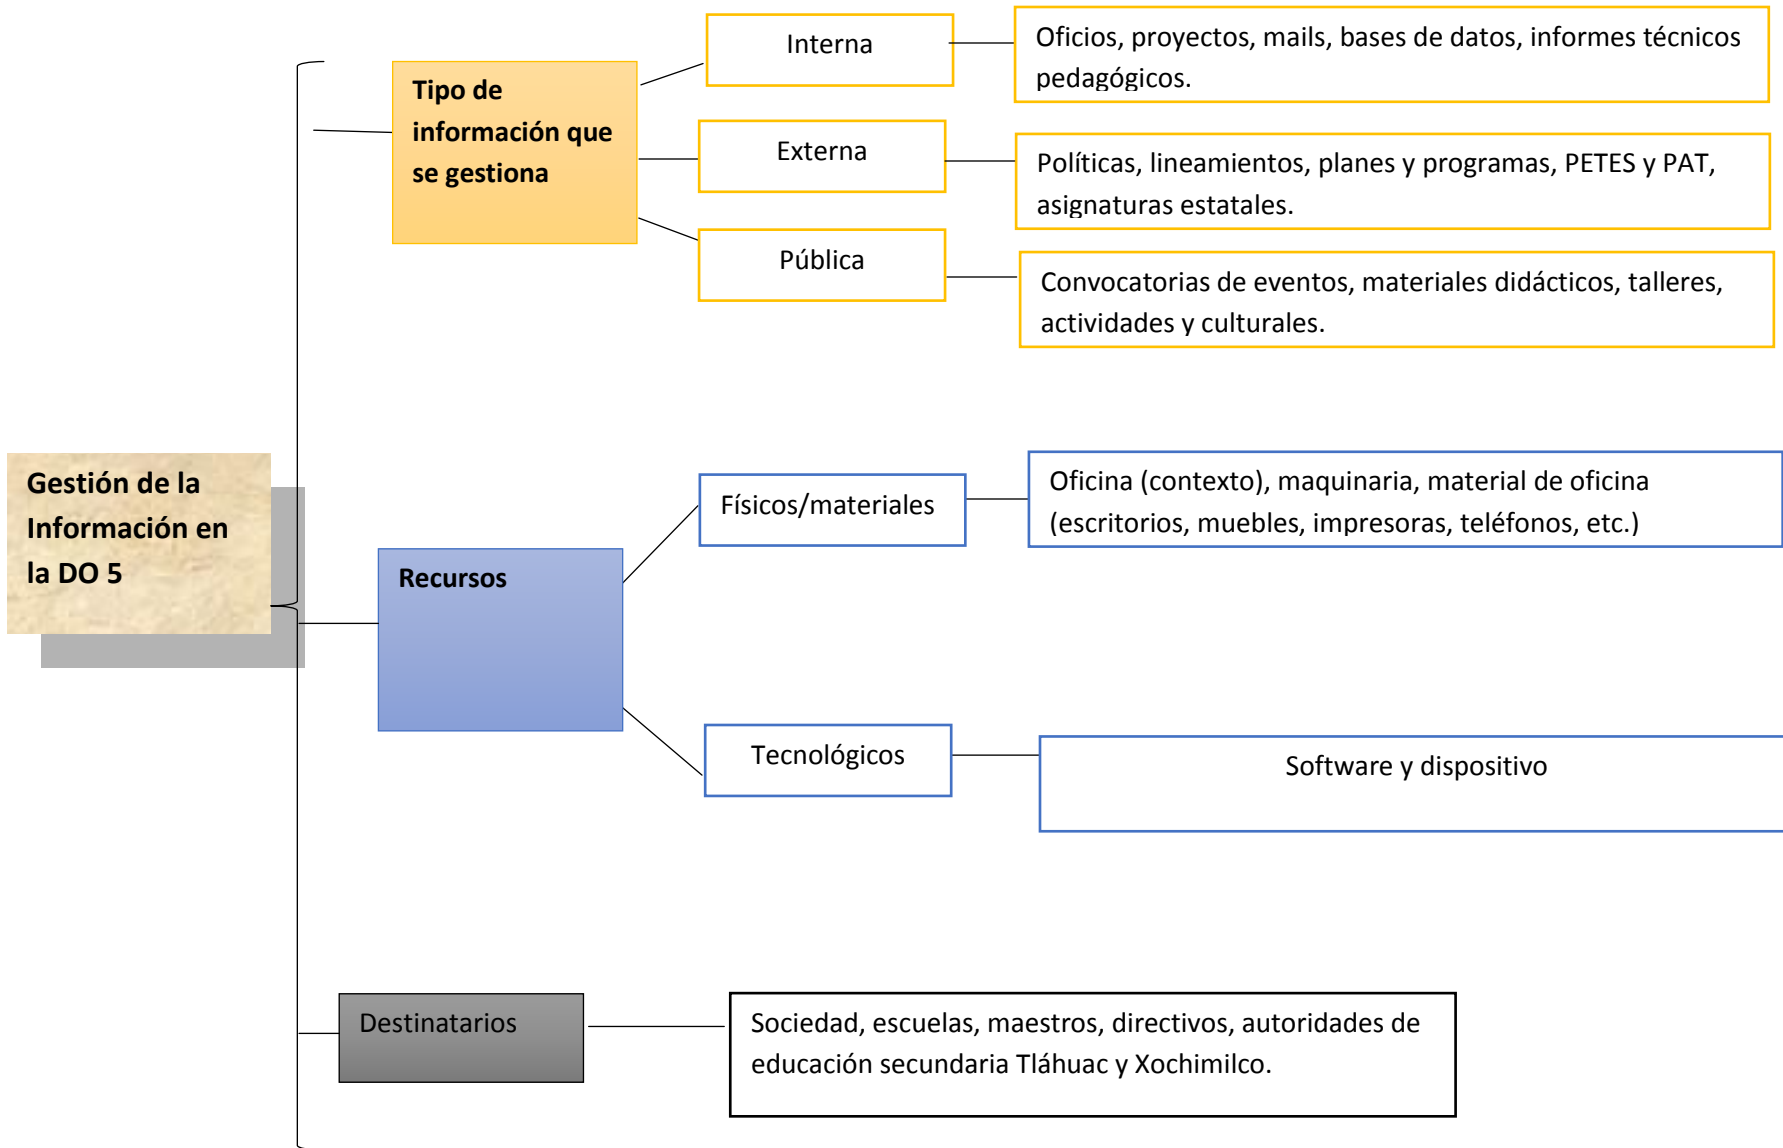 Gestión de la
Información en
la DO 5
Tipo de
información que
se gestiona
Interna
Oficios, proyectos, mails, bases de datos, informes técnicos
pedagógicos.
Externa
Políticas, lineamientos, planes y programas, PETES y PAT,
asignaturas estatales.
Pública
Convocatorias de eventos, materiales didácticos, talleres,
actividades y culturales.
Recursos
Físicos/materiales
Oficina (contexto), maquinaria, material de oficina
(escritorios, muebles, impresoras, teléfonos, etc.)
Tecnológicos
Software y dispositivo
Destinatarios
Sociedad, escuelas, maestros, directivos, autoridades de
educación secundaria Tláhuac y Xochimilco.